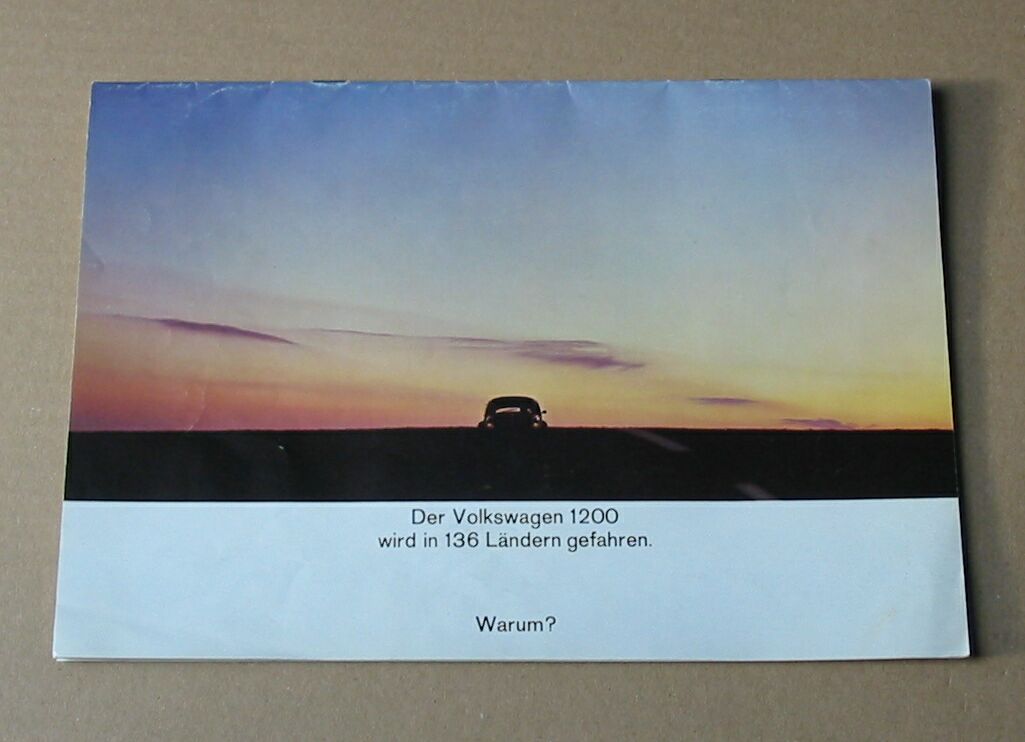 Der Volkswagen 1200
wird in 136 Ländern gefahren.
Warum?